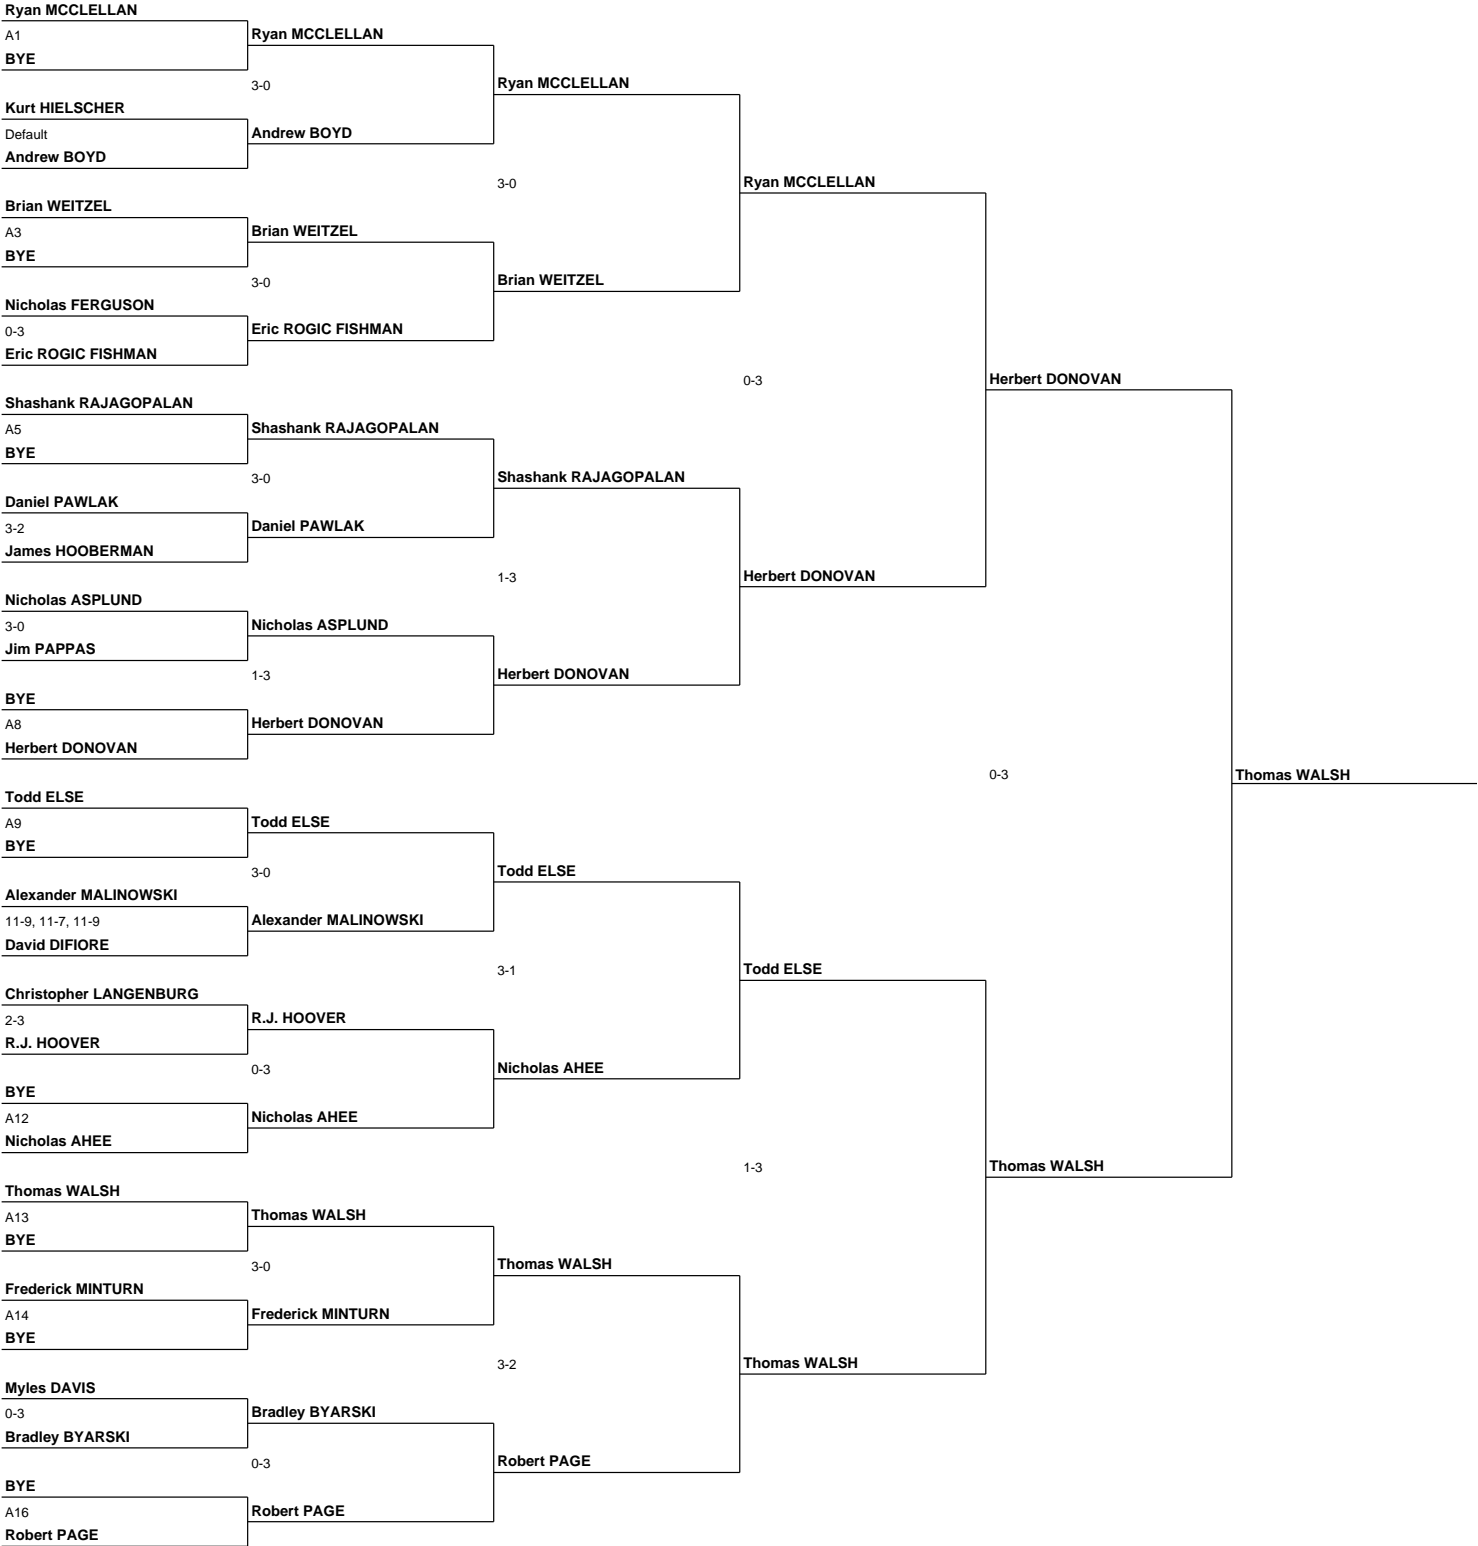 Ryan MCCLELLAN
A1
BYE
Kurt HIELSCHER
Default
Andrew BOYD
Brian WEITZEL
A3
BYE
Nicholas FERGUSON
0-3
Eric ROGIC FISHMAN
Shashank RAJAGOPALAN
A5
BYE
Daniel PAWLAK
3-2
James HOOBERMAN
Nicholas ASPLUND
3-0
Jim PAPPAS
BYE
A8
Herbert DONOVAN
Todd ELSE
A9
BYE
Alexander MALINOWSKI
11-9, 11-7, 11-9
David DIFIORE
Christopher LANGENBURG
2-3
R.J. HOOVER
BYE
A12
Nicholas AHEE
Thomas WALSH
A13
BYE
Frederick MINTURN
A14
BYE
Myles DAVIS
0-3
Bradley BYARSKI
BYE
A16
Robert PAGE
Ryan MCCLELLAN
3-0
Andrew BOYD
Brian WEITZEL
3-0
Eric ROGIC FISHMAN
Shashank RAJAGOPALAN
3-0
Daniel PAWLAK
Nicholas ASPLUND
1-3
Herbert DONOVAN
Todd ELSE
3-0
Alexander MALINOWSKI
R.J. HOOVER
0-3
Nicholas AHEE
Thomas WALSH
3-0
Frederick MINTURN
Bradley BYARSKI
0-3
Robert PAGE
Ryan MCCLELLAN
3-0
Brian WEITZEL
Shashank RAJAGOPALAN
1-3
Herbert DONOVAN
Todd ELSE
3-1
Nicholas AHEE
Thomas WALSH
3-2
Robert PAGE
Ryan MCCLELLAN
0-3
Herbert DONOVAN
Todd ELSE
1-3
Thomas WALSH
Herbert DONOVAN
0-3
Thomas WALSH
Thomas WALSH